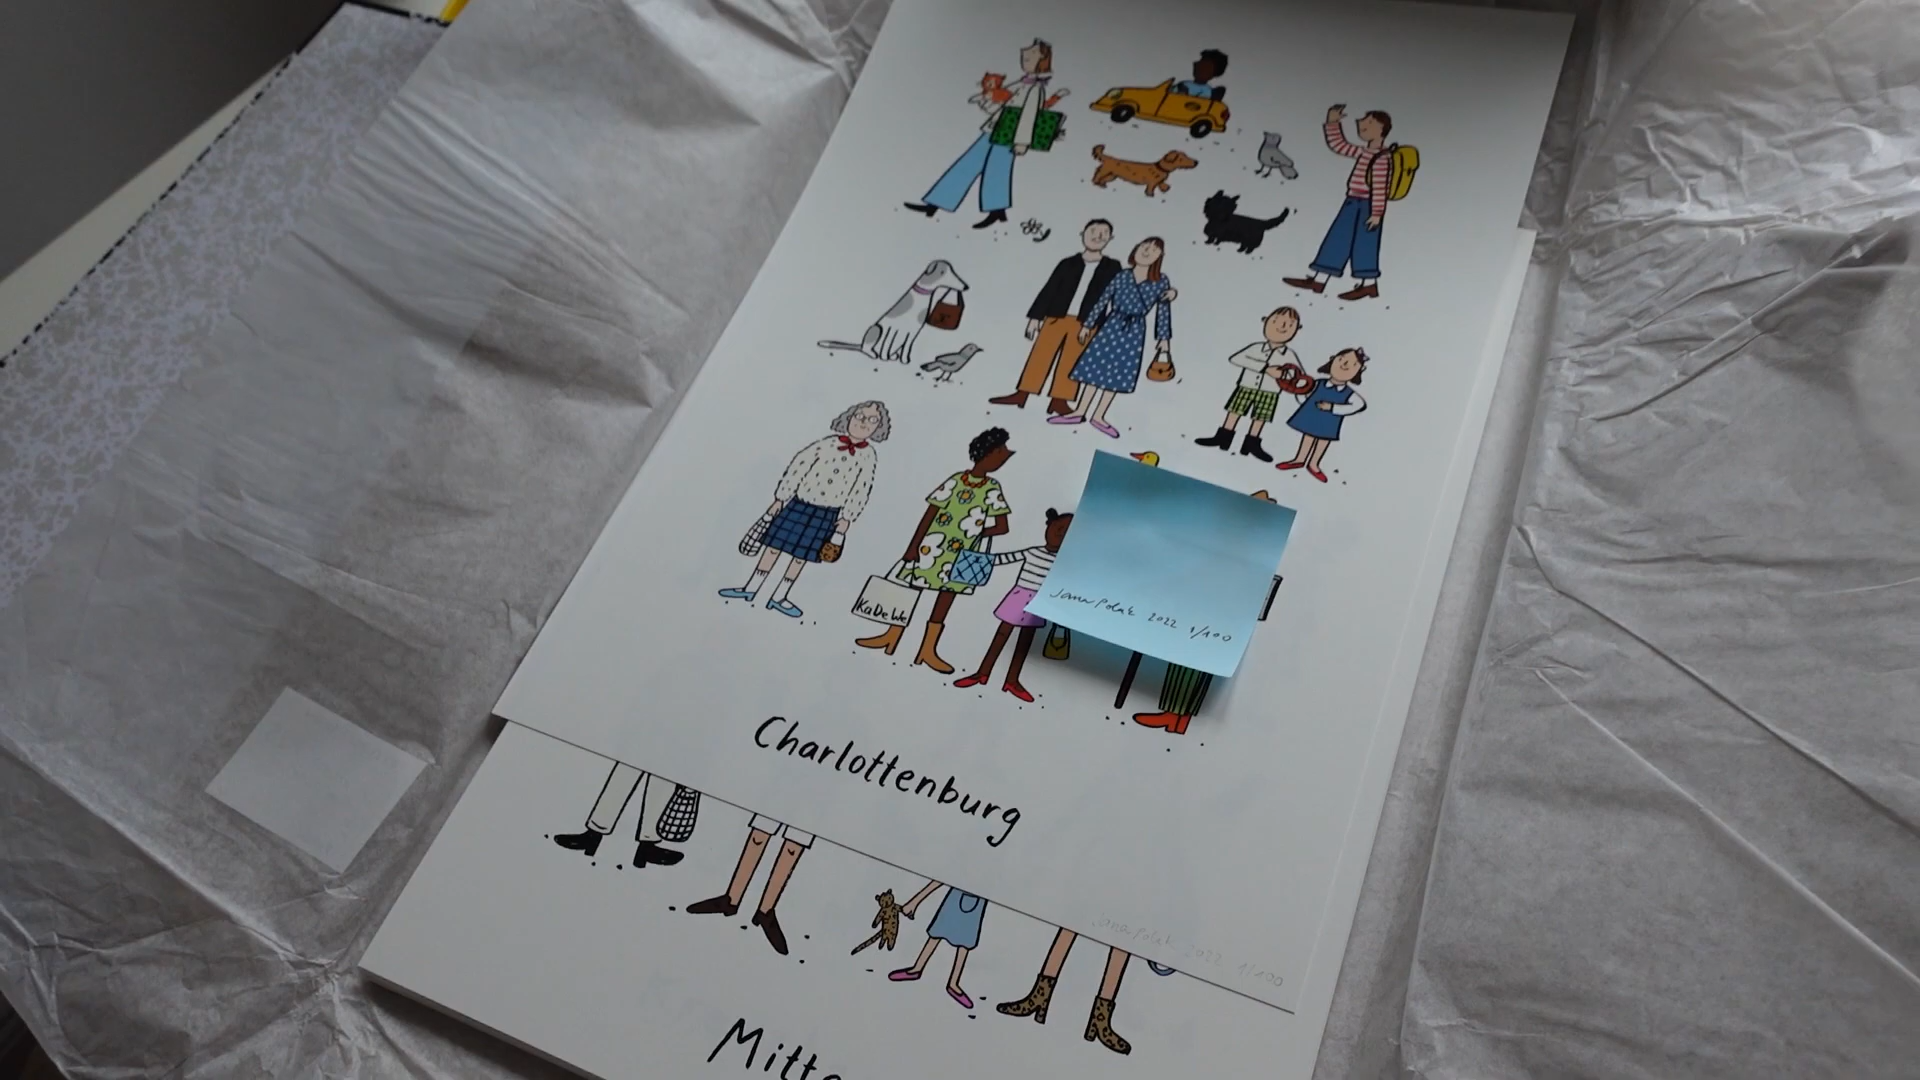 KaDeWe
Jana Polak 2022 1/100
Charlottenburg
Jana Polak 2022 1/100
Mitte